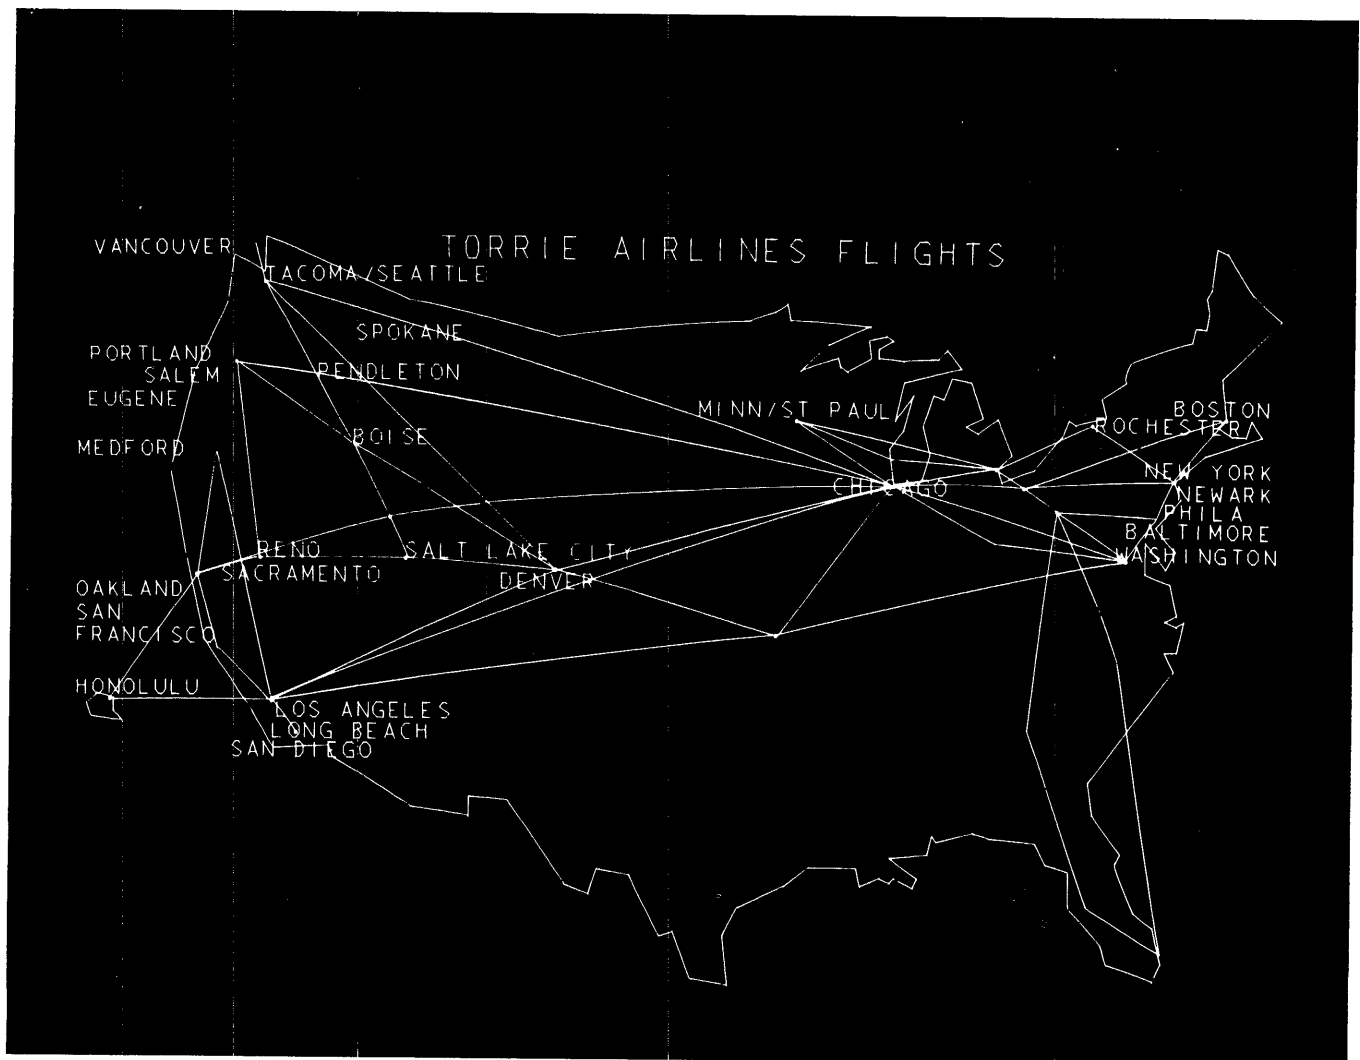 TORRIE AIRLINES FLIGHTS
VANCOUVER
TACOMA/SEATTLE
SPOKANE
PORTLAND
SALEM
PENDLETON
EUGENE
MINN/ST PAUL
BOSTON
ROCHESTER
BOISE
MEDFORD
NEW YORK
CHICAGO
NEWARK
PHILA
BALTIMORE
RENO
SALT LAKE CITY
WASHINGTON
SACRAMENTO
DENVER
OAKLAND
SAN
FRANCISCO
HONOLULU
LOS ANGELES
LONG BEACH
SAN DIEGO